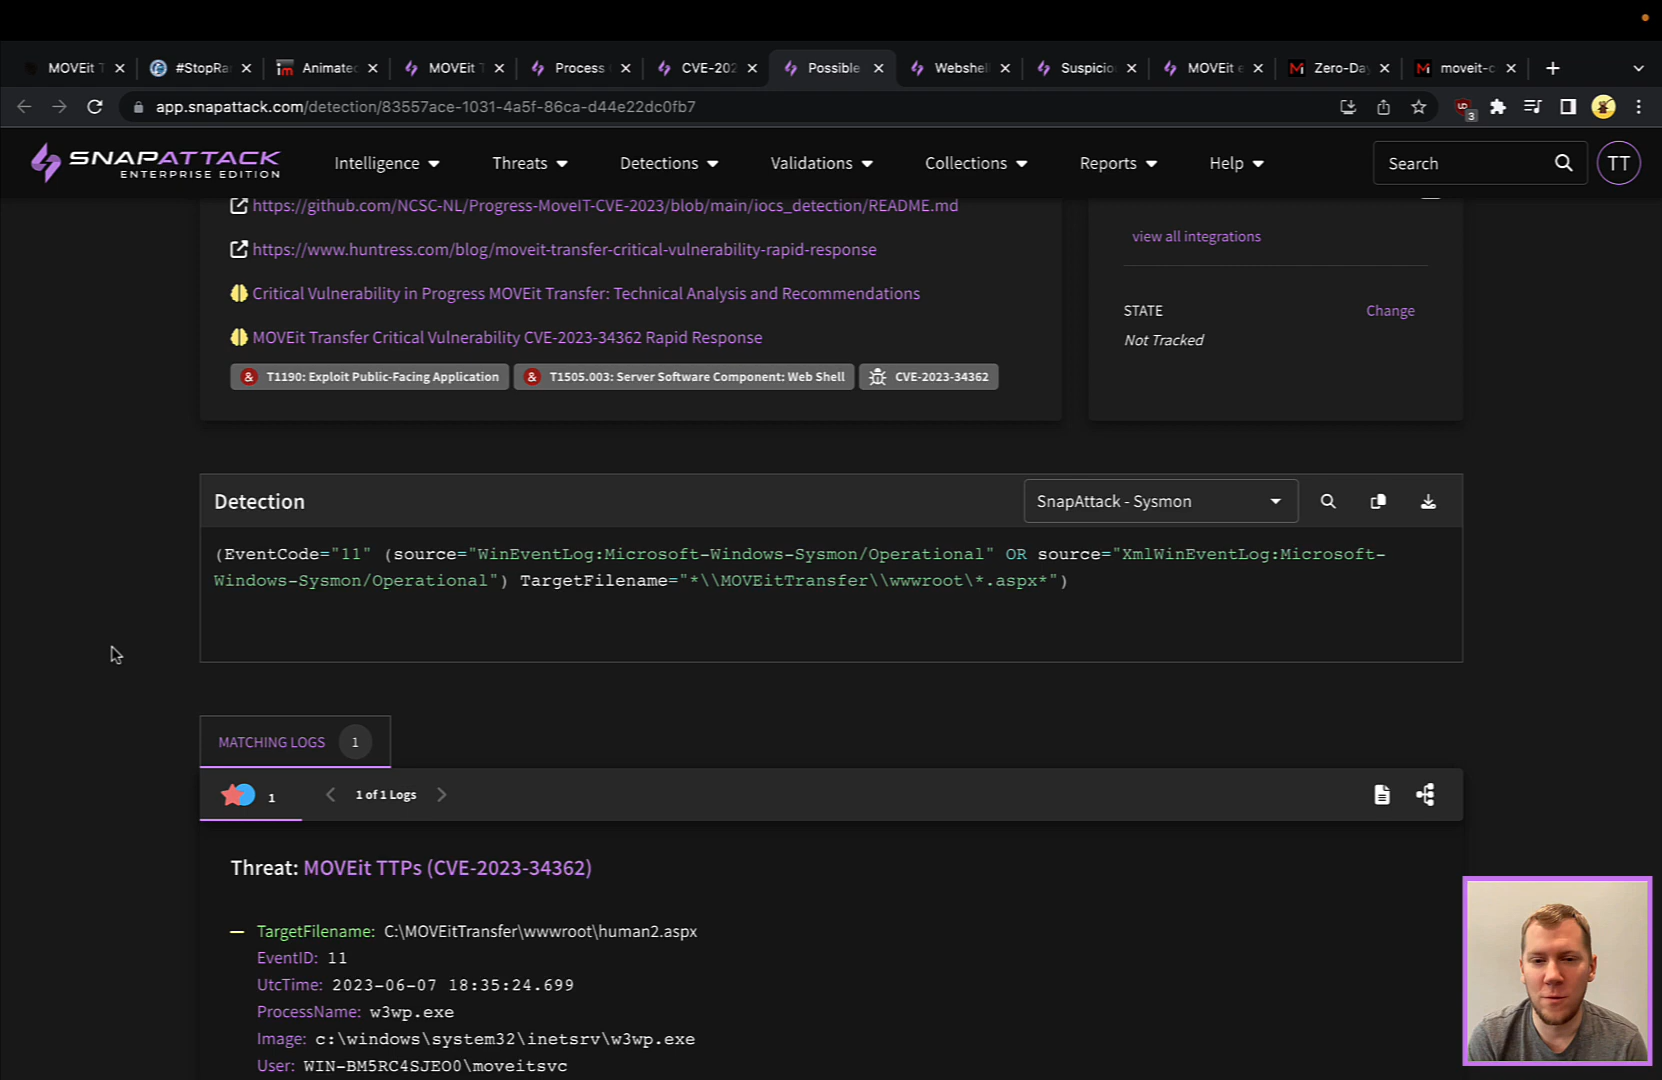 MOVEit T
#StopRa
Animated
MOVEit T
Process
CVE-202
Possible
Webshel
Suspicio
MOVEit e
Zero-Da
moveit-c
app.snapattack.com/detection/83557ace-1031-4a5f-86ca-d44e22dc0fb7
3
SNAPATTACK
ENTERPRISE EDITION
Intelligence
Threats
Detections
Validations
Collections
Reports
Help
Search
TT
https://github.com/NCSC-NL/Progress-MoveIT-CVE-2023/blob/main/iocs_detection/README.md
https://www.huntress.com/blog/moveit-transfer-critical-vulnerability-rapid-response
Critical Vulnerability in Progress MOVEit Transfer: Technical Analysis and Recommendations
MOVEit Transfer Critical Vulnerability CVE-2023-34362 Rapid Response
& T1190: Exploit Public-Facing Application
& T1505.003: Server Software Component: Web Shell
CVE-2023-34362
view all integrations
STATE
Change
Not Tracked
Detection
SnapAttack - Sysmon
(EventCode="11" (source="WinEventLog:Microsoft-Windows-Sysmon/Operational" OR source="XmlWinEventLog:Microsoft-
Windows-Sysmon/Operational") TargetFilename="*\\MOVEitTransfer\\wwwroot\*.aspx*")
MATCHING LOGS 1
1
1 of 1 Logs
Threat: MOVEit TTPs (CVE-2023-34362)
TargetFilename: C:\MOVEitTransfer\wwwroot\human2.aspx
EventID: 11
UtcTime: 2023-06-07 18:35:24.699
ProcessName: w3wp.exe
Image: c:\windows\system32\inetsrv\w3wp.exe
User: WIN-BM5RC4SJEO0\moveitsvc